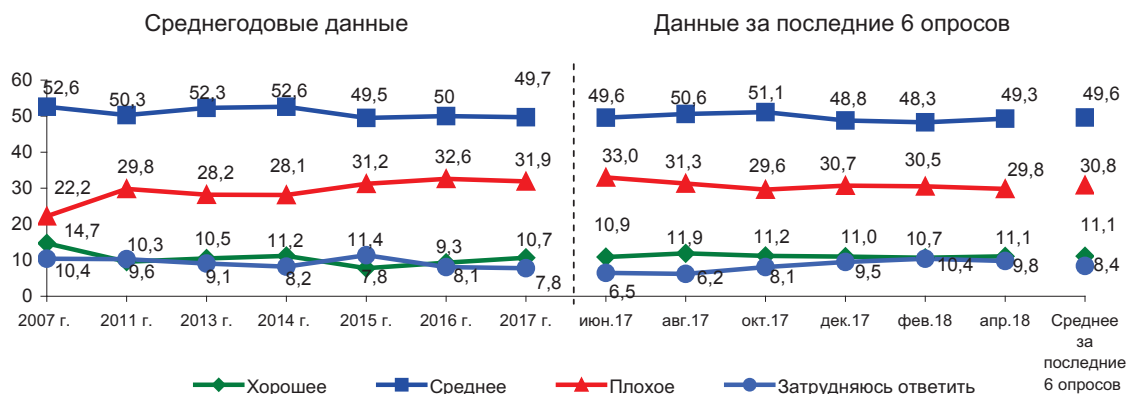 Среднегодовые данные
Данные за последние 6 опросов
60
50
40
30
20
10
0
52,6 50,3 52,3 52,6 49,5 50 49,7
22,2 29,8 28,2 28,1 31,2 32,6 31,9
14,7 10,3 10,5 11,2 11,4 9,3 10,7
10,4 9,6 9,1 8,2 7,8 8,1 7,8
49,6 50,6 51,1 48,8 48,3 49,3 49,6
33,0 31,3 29,6 30,7 30,5 29,8 30,8
10,9 11,9 11,2 11,0 10,7 11,1 11,1
6,5 6,2 8,1 9,5 10,4 9,8 8,4
2007 г. 2011 г. 2013 г. 2014 г. 2015 г. 2016 г. 2017 г.
июн.17 авг.17 окт.17 дек.17 фев.18 апр.18 Среднее
за
последние
6 опросов
Хорошее Среднее Плохое Затрудняюсь ответить